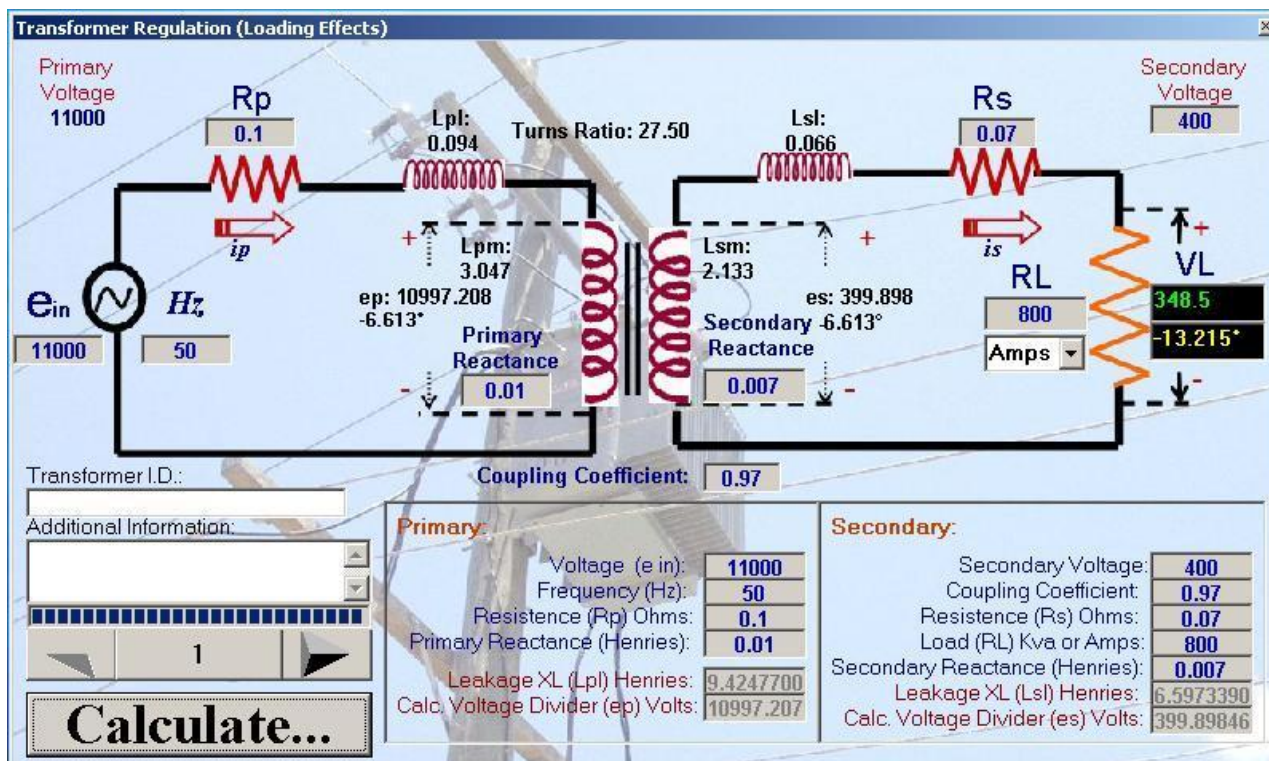 Transformer Regulation (Loading Effects)
Primary
Voltage
11000
Rp
0.1
Lpl:
0.094
Turns Ratio: 27.50
Lsl:
0.066
Rs
0.07
Secondary
Voltage
400
ip
+
Lpm:
3.047
Lsm:
2.133
+
is
+
ein
Hz
ep: 10997.208
-6.613°
es: 399.898
-6.613°
RL
VL
348.5
-13.215°
11000
50
Primary
Reactance
0.01
Secondary
Reactance
0.007
800
Amps
-
-
-
Transformer I.D.:
Coupling Coefficient:
0.97
Additional Information:
1
Calculate...
Primary:
Voltage (e in):
11000
Frequency (Hz):
50
Resistence (Rp) Ohms:
0.1
Primary Reactance (Henries):
0.01
Leakage XL (Lpl) Henries:
9.4247700
Calc. Voltage Divider (ep) Volts:
10997.207
Secondary:
Secondary Voltage:
400
Coupling Coefficient:
0.97
Resistence (Rs) Ohms:
0.07
Load (RL) Kva or Amps:
800
Secondary Reactance (Henries):
0.007
Leakage XL (Lsl) Henries:
6.5973390
Calc. Voltage Divider (es) Volts:
399.89846